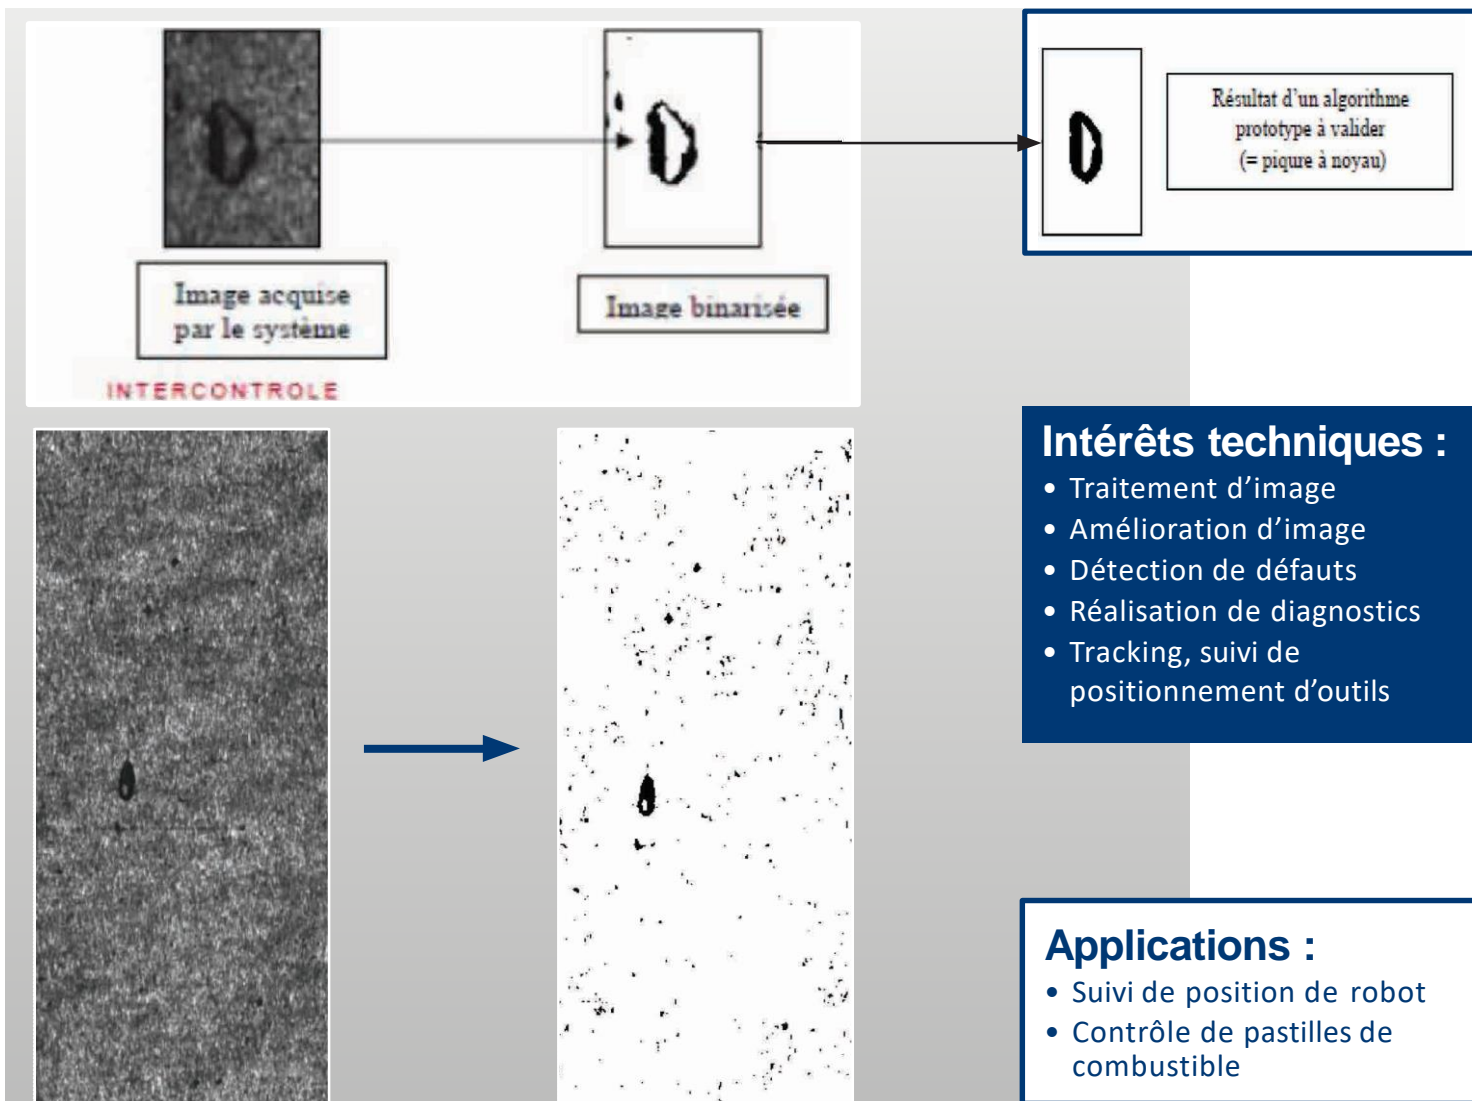 Image acquise
par le système
Image binarisée
Résultat d'un algorithme
prototype à valider
(= piqure à noyau)
INTERCONTROLE
Intérêts techniques :
• Traitement d'image
• Amélioration d'image
• Détection de défauts
• Réalisation de diagnostics
• Tracking, suivi de
positionnement d'outils
Applications :
• Suivi de position de robot
• Contrôle de pastilles de
combustible